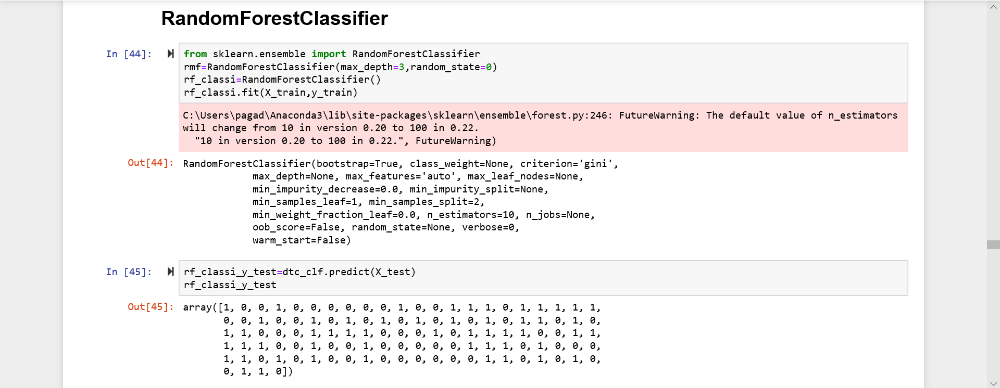 RandomForestClassifier
In [44]:
from sklearn.ensemble import RandomForestClassifier
rmf=RandomForestClassifier(max_depth=3,random_state=0)
rf_classi=RandomForestClassifier()
rf_classi.fit(X_train,y_train)
C:\Users\pagad\Anaconda3\lib\site-packages\sklearn\ensemble\forest.py:246: FutureWarning: The default value of n_estimators
will change from 10 in version 0.20 to 100 in 0.22.
"10 in version 0.20 to 100 in 0.22.", FutureWarning)
Out[44]:
RandomForestClassifier(bootstrap=True, class_weight=None, criterion='gini',
max_depth=None, max_features='auto', max_leaf_nodes=None,
min_impurity_decrease=0.0, min_impurity_split=None,
min_samples_leaf=1, min_samples_split=2,
min_weight_fraction_leaf=0.0, n_estimators=10, n_jobs=None,
oob_score=False, random_state=None, verbose=0,
warm_start=False)
In [45]:
rf_classi_y_test=dtc_clf.predict(X_test)
rf_classi_y_test
Out[45]:
array([1, 0, 0, 1, 0, 0, 0, 0, 0, 0, 1, 0, 0, 1, 1, 1, 0, 1, 1, 1, 1, 1,
0, 0, 1, 0, 0, 1, 0, 1, 0, 1, 0, 1, 0, 1, 0, 1, 0, 1, 1, 0, 1, 0,
1, 1, 0, 0, 0, 1, 1, 1, 1, 0, 0, 0, 1, 0, 1, 1, 1, 1, 0, 0, 1, 1,
1, 1, 1, 0, 0, 1, 0, 0, 1, 0, 0, 0, 0, 0, 1, 1, 1, 0, 1, 0, 0, 0,
1, 1, 0, 1, 0, 1, 0, 0, 1, 0, 0, 0, 0, 0, 0, 1, 1, 0, 1, 0, 1, 0,
0, 1, 1, 0])